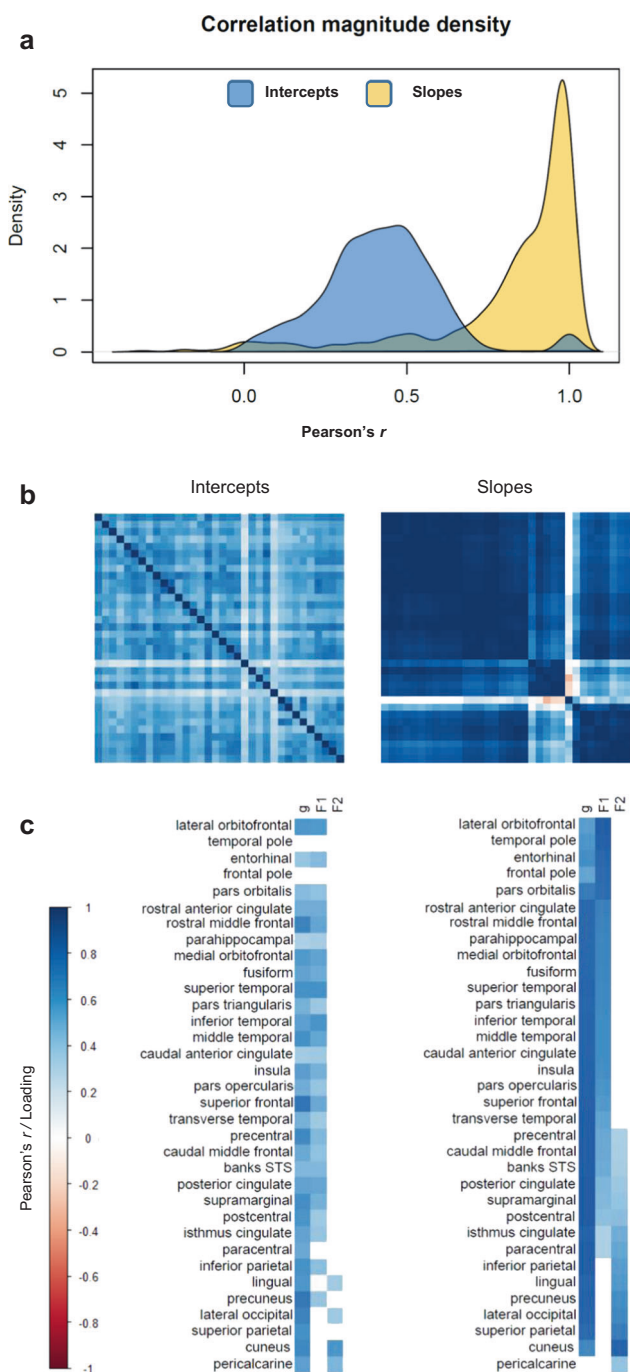 Correlation magnitude density
a
Intercepts Slopes
5
4
3
2
1
0
Density
0.0 0.5 1.0
Pearson's r
b
Intercepts Slopes
c
g F1 F2
lateral orbitofrontal
temporal pole
entorhinal
frontal pole
pars orbitalis
rostral anterior cingulate
rostral middle frontal
parahippocampal
medial orbitofrontal
fusiform
superior temporal
pars triangularis
inferior temporal
middle temporal
caudal anterior cingulate
insula
pars opercularis
superior frontal
transverse temporal
precentral
caudal middle frontal
banks STS
posterior cingulate
supramarginal
postcentral
isthmus cingulate
paracentral
inferior parietal
lingual
precuneus
lateral occipital
superior parietal
cuneus
pericalcarine
g F1 F2
lateral orbitofrontal
temporal pole
entorhinal
frontal pole
pars orbitalis
rostral anterior cingulate
rostral middle frontal
parahippocampal
medial orbitofrontal
fusiform
superior temporal
pars triangularis
inferior temporal
middle temporal
caudal anterior cingulate
insula
pars opercularis
superior frontal
transverse temporal
precentral
caudal middle frontal
banks STS
posterior cingulate
supramarginal
postcentral
isthmus cingulate
paracentral
inferior parietal
lingual
precuneus
lateral occipital
superior parietal
cuneus
pericalcarine
Pearson's r / Loading
1
0.8
0.6
0.4
0.2
0
-0.2
-0.4
-0.6
-0.8
-1